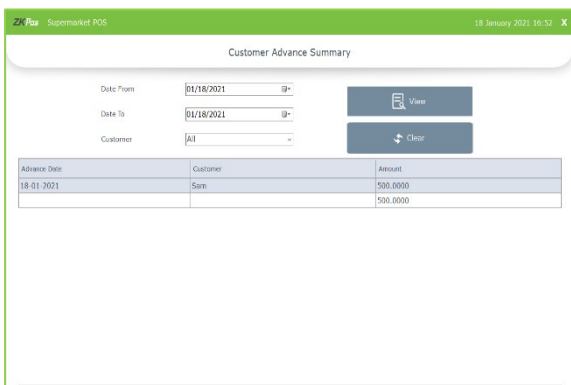 ZKPos Supermarket POS 18 January 2021 16:52 X
Customer Advance Summary
Date From 01/18/2021
View
Date To 01/18/2021
Customer All
Clear
Advance Date Customer Amount
18-01-2021 Sam 500.0000
500.0000